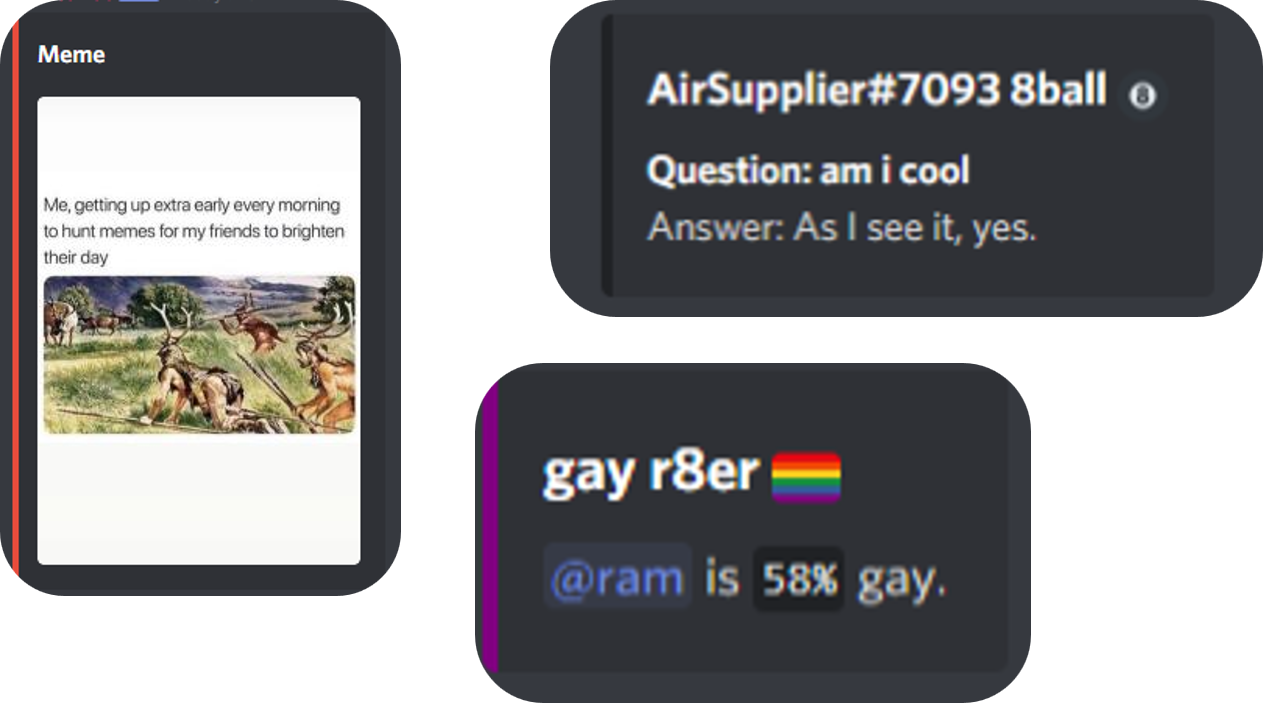 Meme
Me, getting up extra early every morning
to hunt memes for my friends to brighten
their day
AirSupplier#7093 8ball 8
Question: am i cool
Answer: As I see it, yes.
gay r8er
@ram is 58% gay.